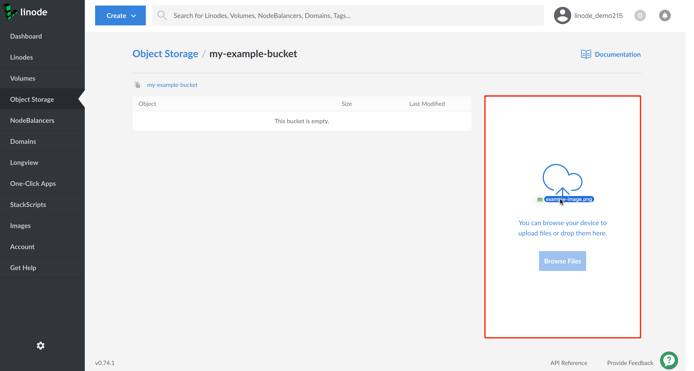 linode
Create
Search for Linodes, Volumes, NodeBalancers, Domains, Tags...
linode_demo215
0
Dashboard
Linodes
Volumes
Object Storage
NodeBalancers
Domains
Longview
One-Click Apps
StackScripts
Images
Account
Get Help
Object Storage / my-example-bucket
Documentation
my-example-bucket
Object Size Last Modified
This bucket is empty.
example-image.png
You can browse your device to
upload files or drop them here.
Browse Files
v0.74.1
API Reference
Provide Feedback
?